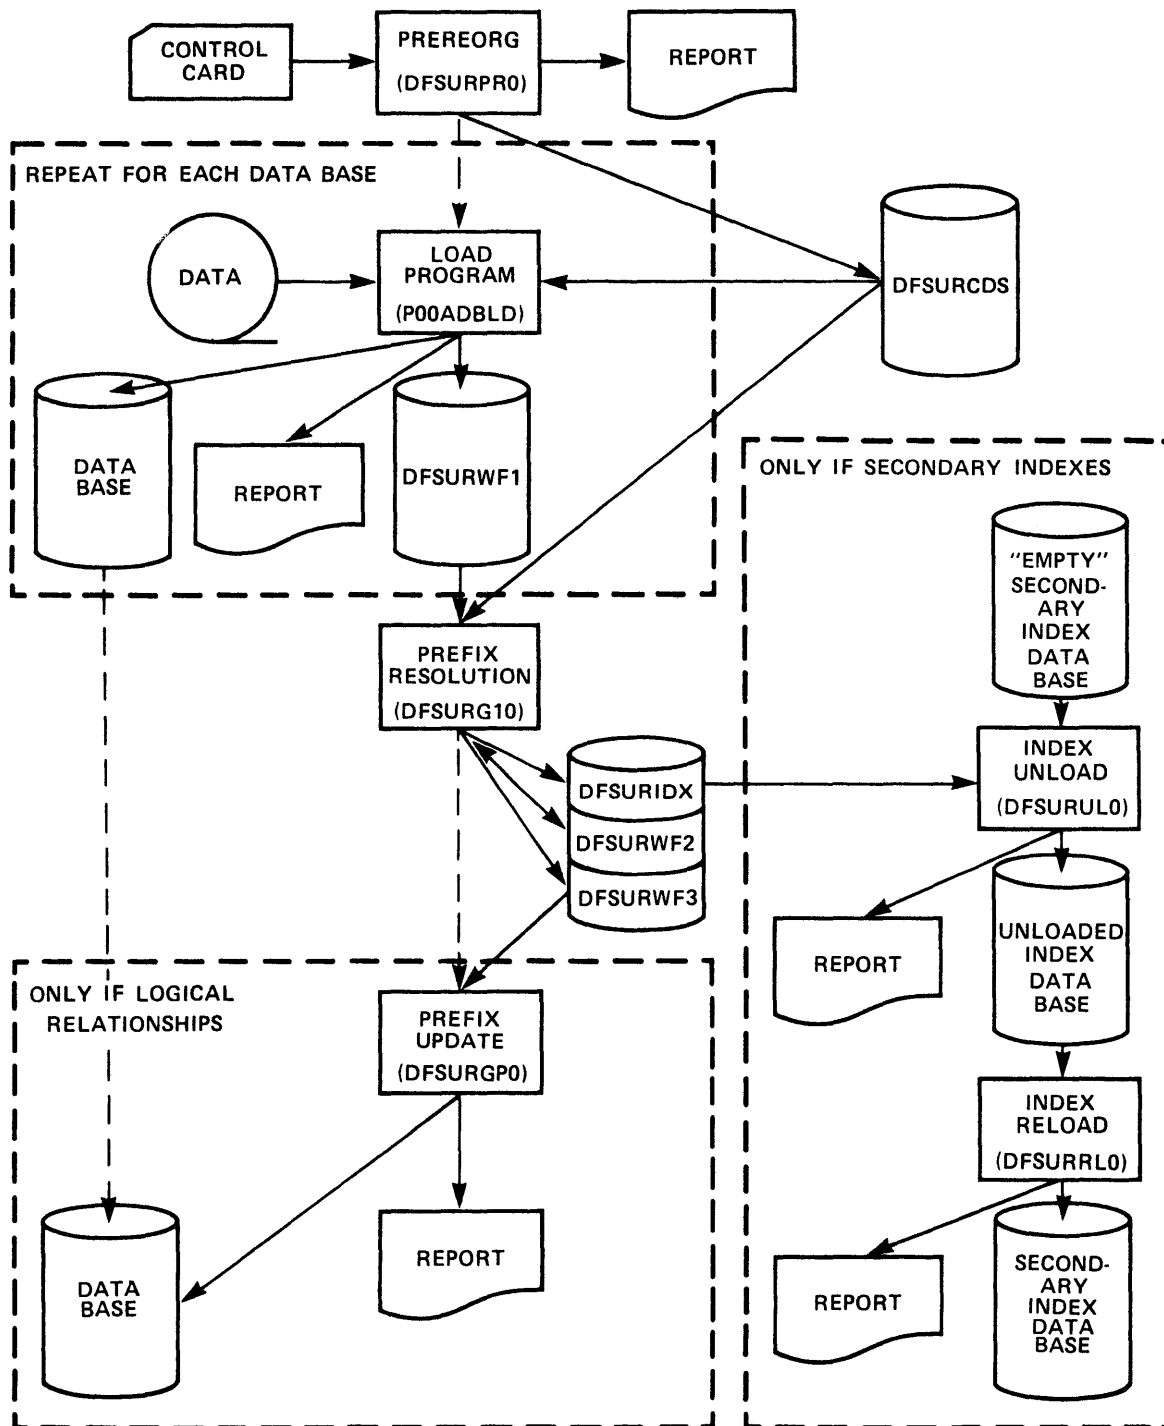 CONTROL
CARD
PREREORG
(DFSURPR0)
REPORT
REPEAT FOR EACH DATA BASE
DATA
LOAD
PROGRAM
(P00ADBLD)
DFSURCDS
DATA
BASE
REPORT
DFSURWF1
ONLY IF SECONDARY INDEXES
"EMPTY"
SECOND-
ARY
INDEX
DATA
BASE
PREFIX
RESOLUTION
(DFSURG10)
INDEX
UNLOAD
(DFSURUL0)
DFSURIDX
DFSURWF2
DFSURWF3
REPORT
UNLOADED
INDEX
DATA
BASE
ONLY IF LOGICAL
RELATIONSHIPS
PREFIX
UPDATE
(DFSURGP0)
INDEX
RELOAD
(DFSURRL0)
DATA
BASE
REPORT
REPORT
SECOND-
ARY
INDEX
DATA
BASE